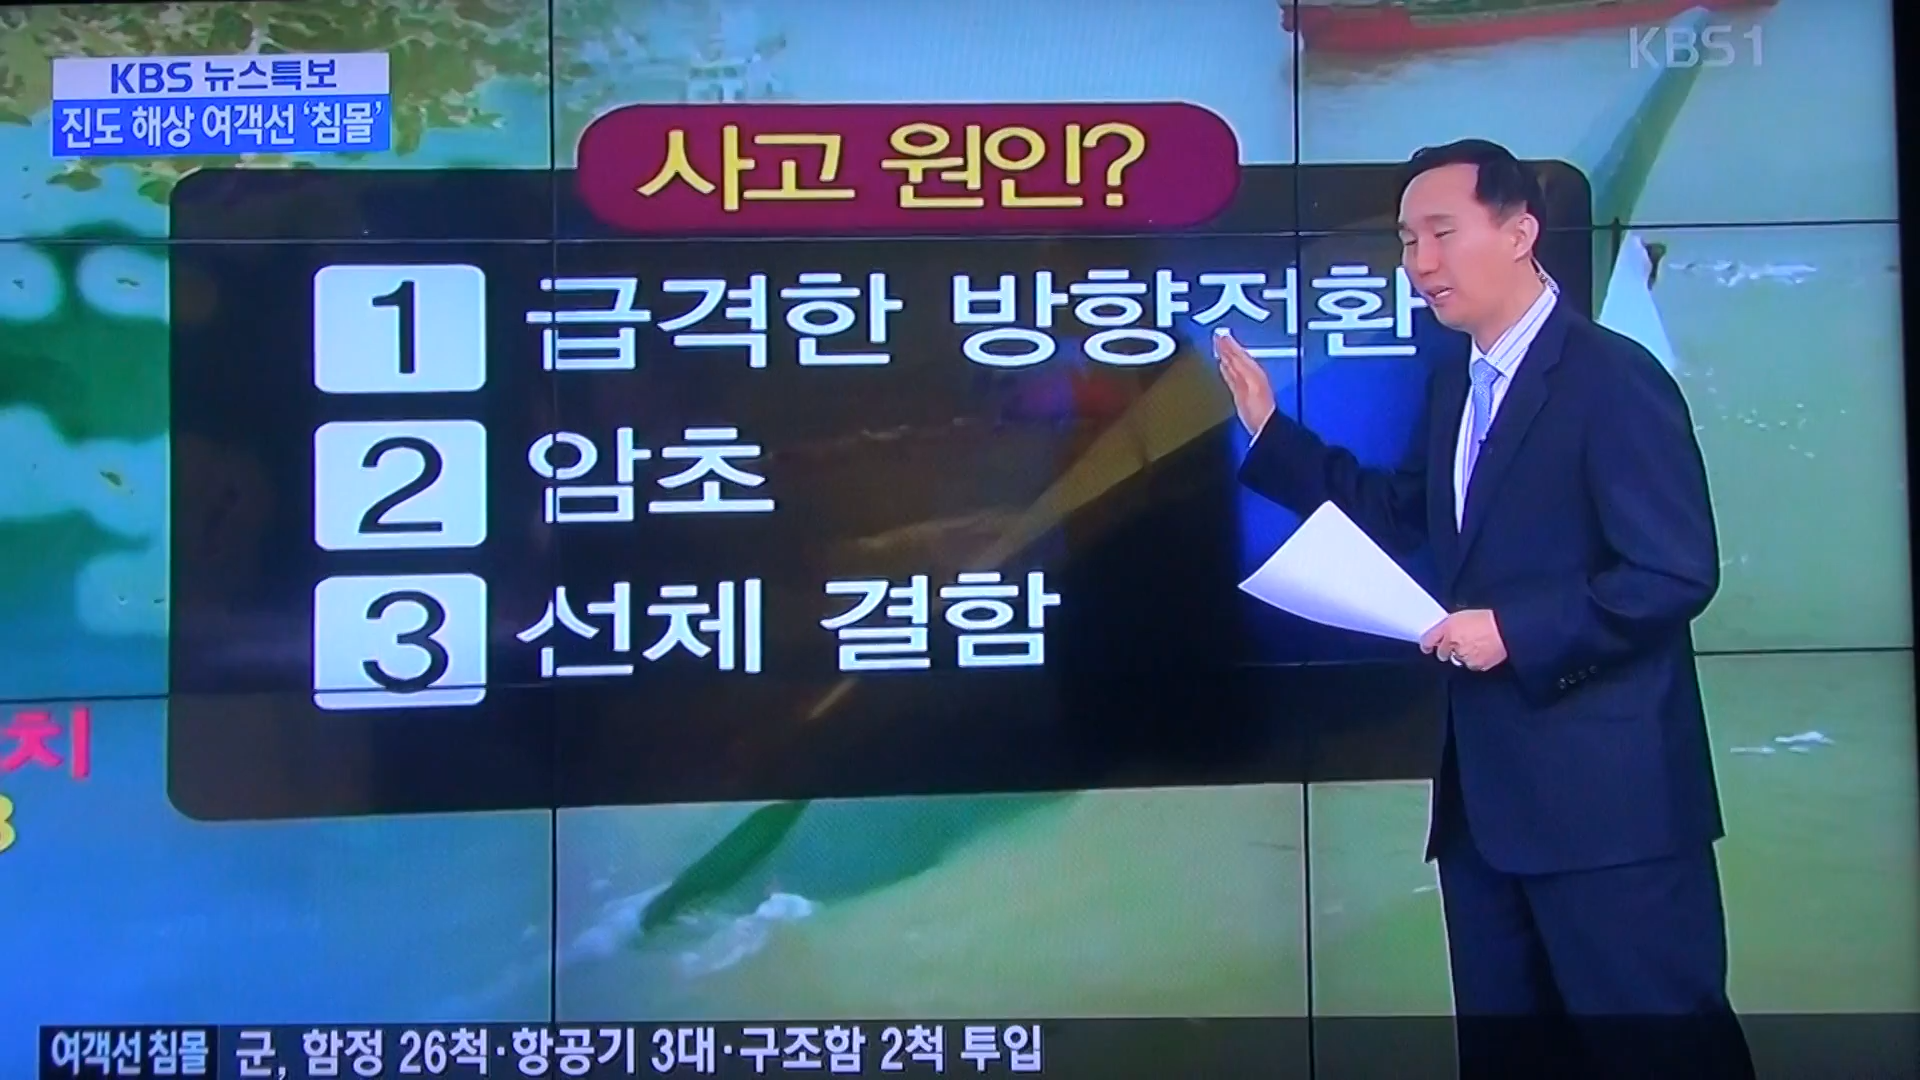 KBS 뉴스특보
진도 해상 여객선 '침몰'
KBS1
사고 원인?
1 급격한 방향전환
2 암초
3 선체 결함
치
3
여객선 침몰 군, 함정 26척·항공기 3대·구조함 2척 투입